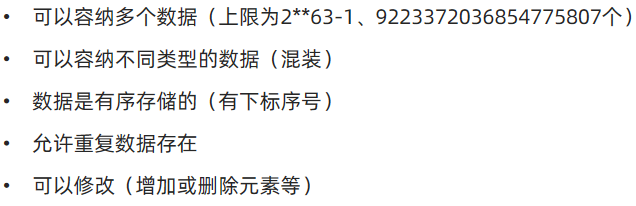 • 可以容纳多个数据（上限为2**63-1、9223372036854775807个）
• 可以容纳不同类型的数据（混装）
• 数据是有序存储的（有下标序号）
• 允许重复数据存在
• 可以修改（增加或删除元素等）